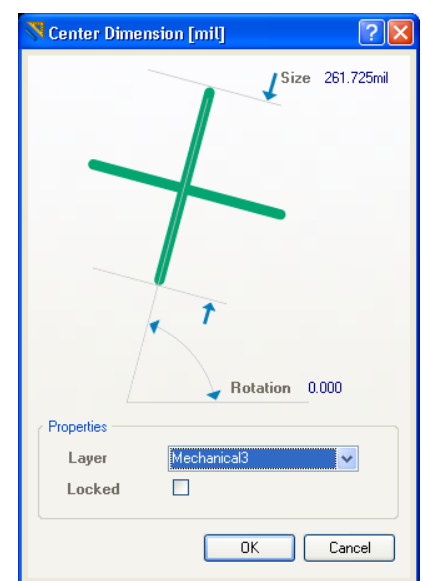 Center Dimension [mil]
Size 261.725mil
Rotation 0.000
Properties
Layer Mechanical3
Locked
OK Cancel